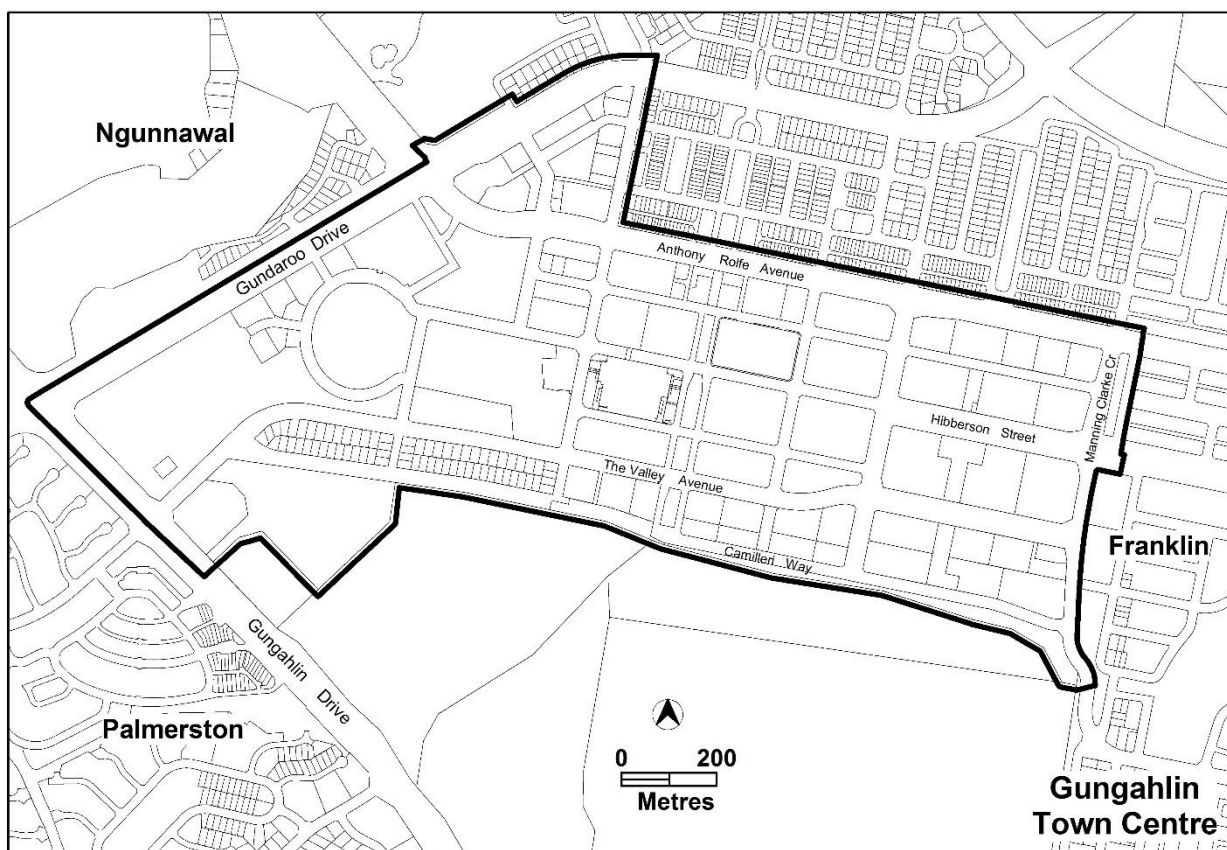 Ngunnawal
Gundaroo Drive
Anthony Rolfe Avenue
Manning Clarke Cr
Hibberson Street
The Valley Avenue
Franklin
Camilleri Way
Gungahlin Drive
Palmerston
0 200
Metres
Gungahlin
Town Centre